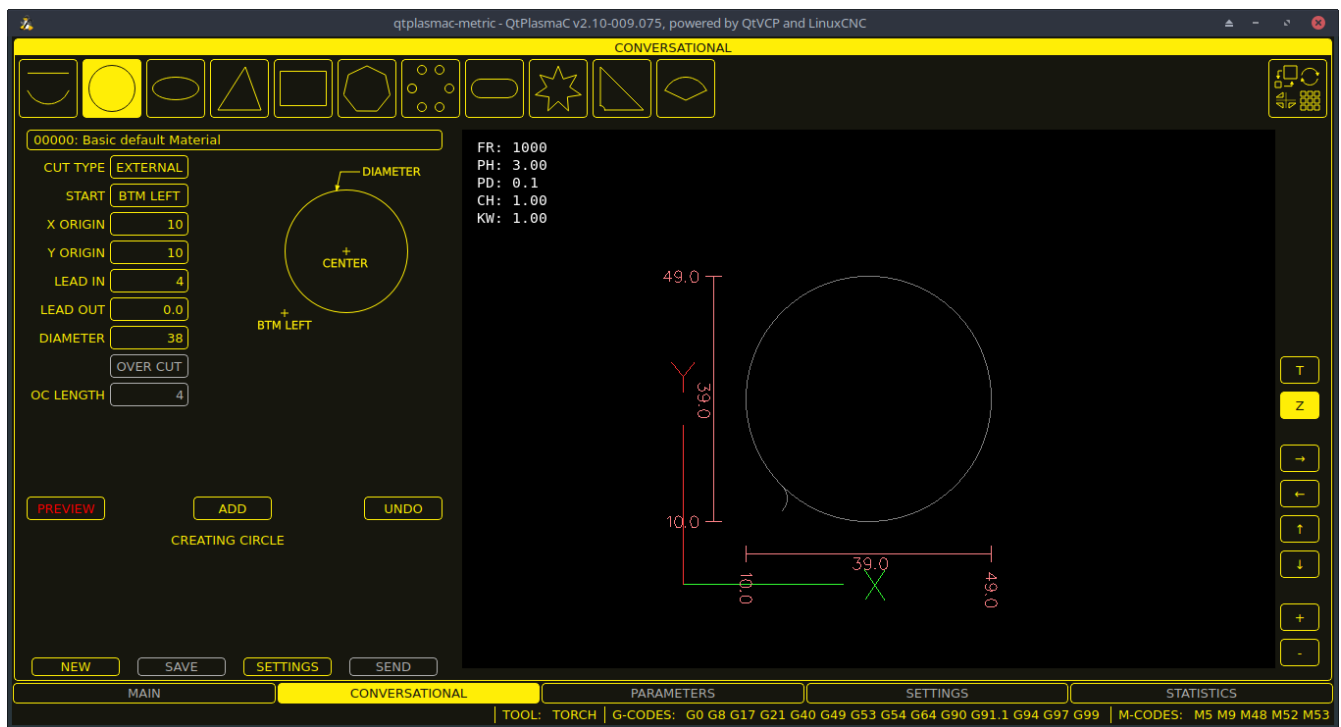 qtplasmac-metric - QtPlasmaC v2.10-009.075, powered by QtVCP and LinuxCNC
CONVERSATIONAL
00000: Basic default Material
CUT TYPE EXTERNAL
START BTM LEFT
X ORIGIN 10
Y ORIGIN 10
LEAD IN 4
LEAD OUT 0.0
DIAMETER 38
OVER CUT
OC LENGTH 4
DIAMETER
CENTER
BTM LEFT
PREVIEW ADD UNDO
CREATING CIRCLE
NEW SAVE SETTINGS SEND
FR: 1000
PH: 3.00
PD: 0.1
CH: 1.00
KW: 1.00
49.0
Y
39.0
10.0
39.0
10.0
X
49.0
T
Z
→
←
↑
↓
+
-
MAIN CONVERSATIONAL PARAMETERS SETTINGS STATISTICS
TOOL: TORCH G-CODES: G0 G8 G17 G21 G40 G49 G53 G54 G64 G90 G91.1 G94 G97 G99 M-CODES: M5 M9 M48 M52 M53